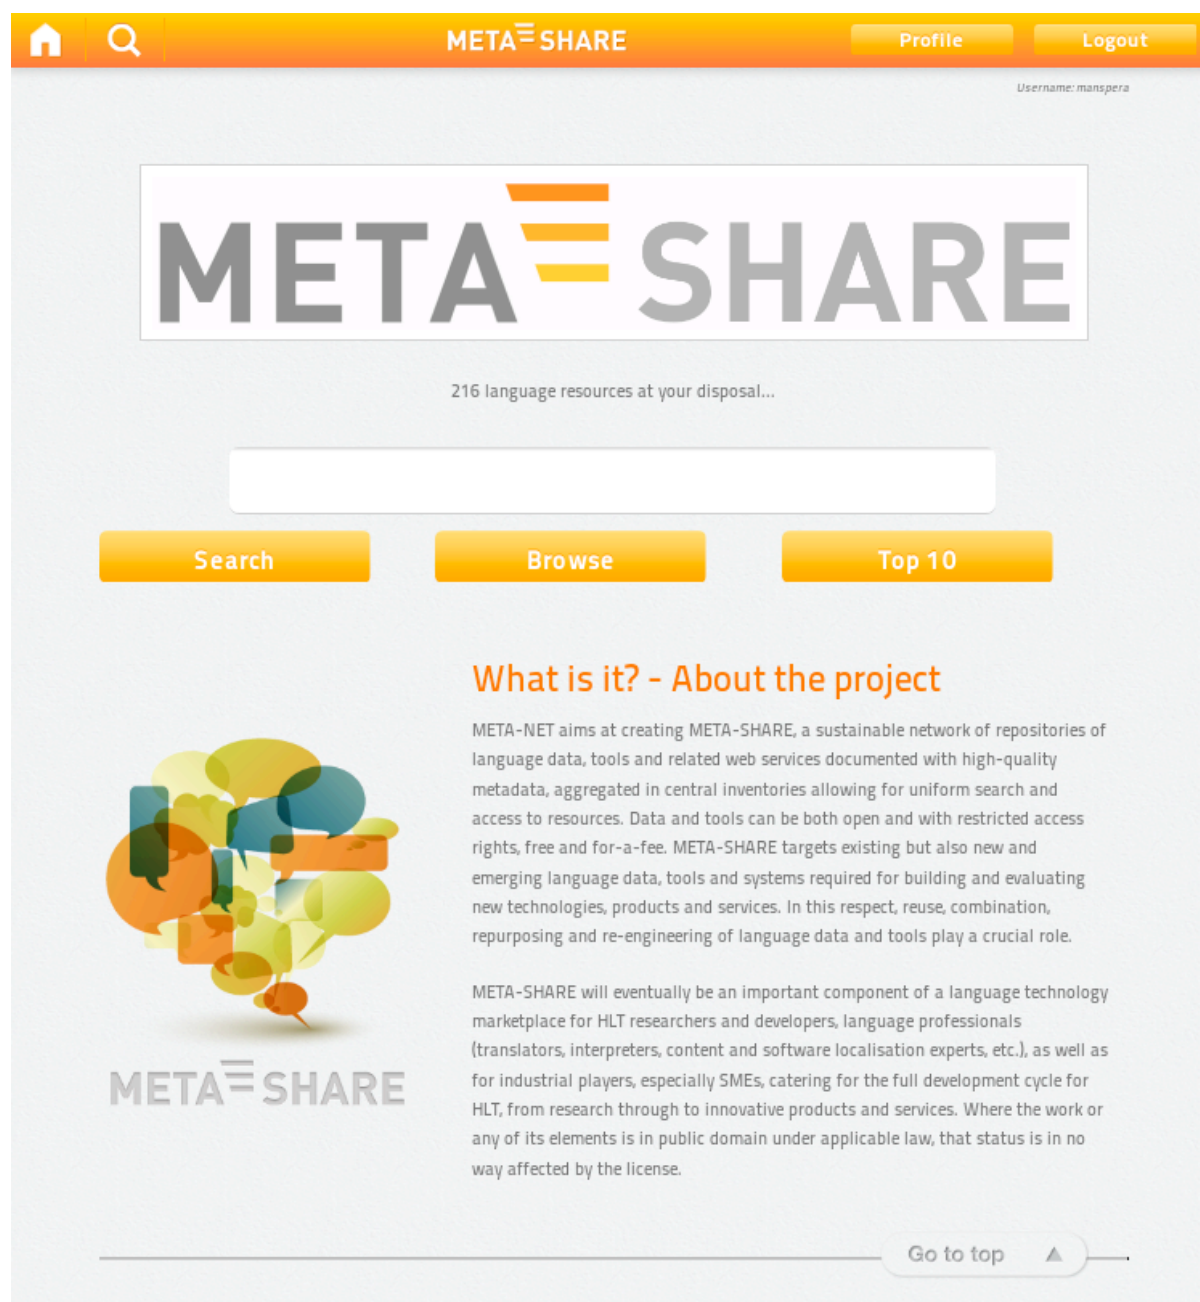 META SHARE
Profile
Logout
Username: manspera
META SHARE
216 language resources at your disposal...
Search
Browse
Top 10
What is it? - About the project
META-NET aims at creating META-SHARE, a sustainable network of repositories of
language data, tools and related web services documented with high-quality
metadata, aggregated in central inventories allowing for uniform search and
access to resources. Data and tools can be both open and with restricted access
rights, free and for-a-fee. META-SHARE targets existing but also new and
emerging language data, tools and systems required for building and evaluating
new technologies, products and services. In this respect, reuse, combination,
repurposing and re-engineering of language data and tools play a crucial role.
META-SHARE will eventually be an important component of a language technology
marketplace for HLT researchers and developers, language professionals
(translators, interpreters, content and software localisation experts, etc.), as well as
for industrial players, especially SMEs, catering for the full development cycle for
HLT, from research through to innovative products and services. Where the work or
any of its elements is in public domain under applicable law, that status is in no
way affected by the license.
META SHARE
Go to top